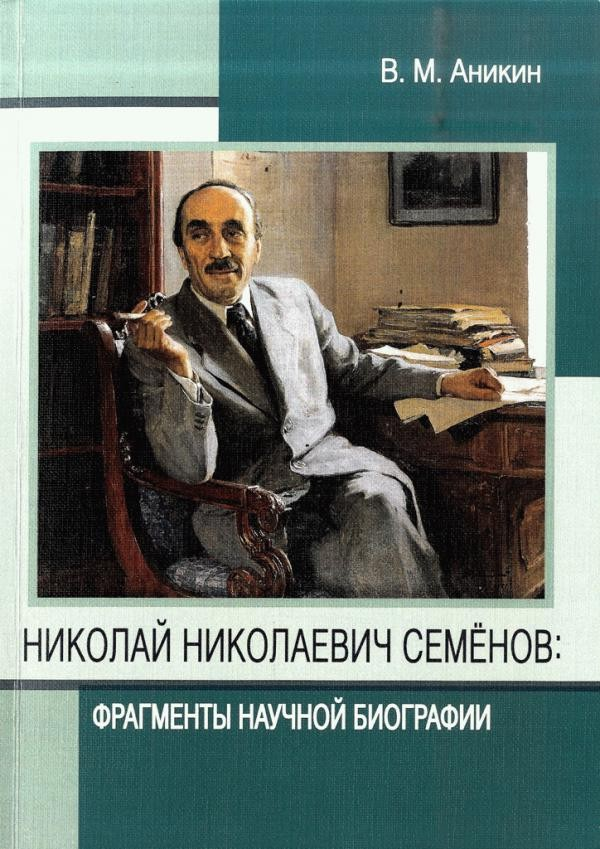 В. М. Аникин
НИКОЛАЙ НИКОЛАЕВИЧ СЕМЁНОВ:
ФРАГМЕНТЫ НАУЧНОЙ БИОГРАФИИ